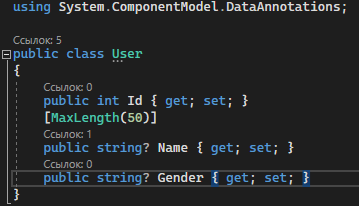 using System.ComponentModel.DataAnnotations;
Ссылок: 5
public class User
{
Ссылок: 0
public int Id { get; set; }
[MaxLength(50)]
Ссылок: 1
public string? Name { get; set; }
Ссылок: 0
public string? Gender { get; set; }
}